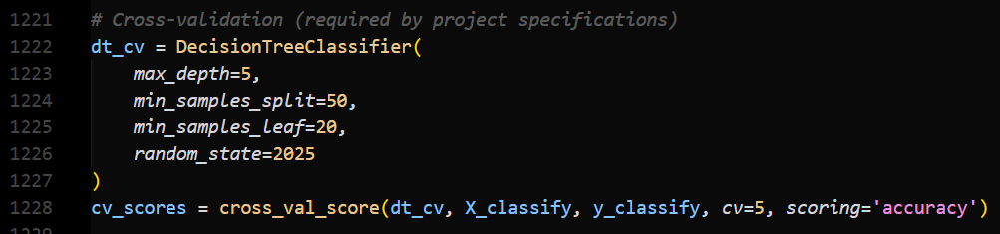 1221 # Cross-validation (required by project specifications)
1222 dt_cv = DecisionTreeClassifier(
1223     max_depth=5,
1224     min_samples_split=50,
1225     min_samples_leaf=20,
1226     random_state=2025
1227 )
1228 cv_scores = cross_val_score(dt_cv, X_classify, y_classify, cv=5, scoring='accuracy')